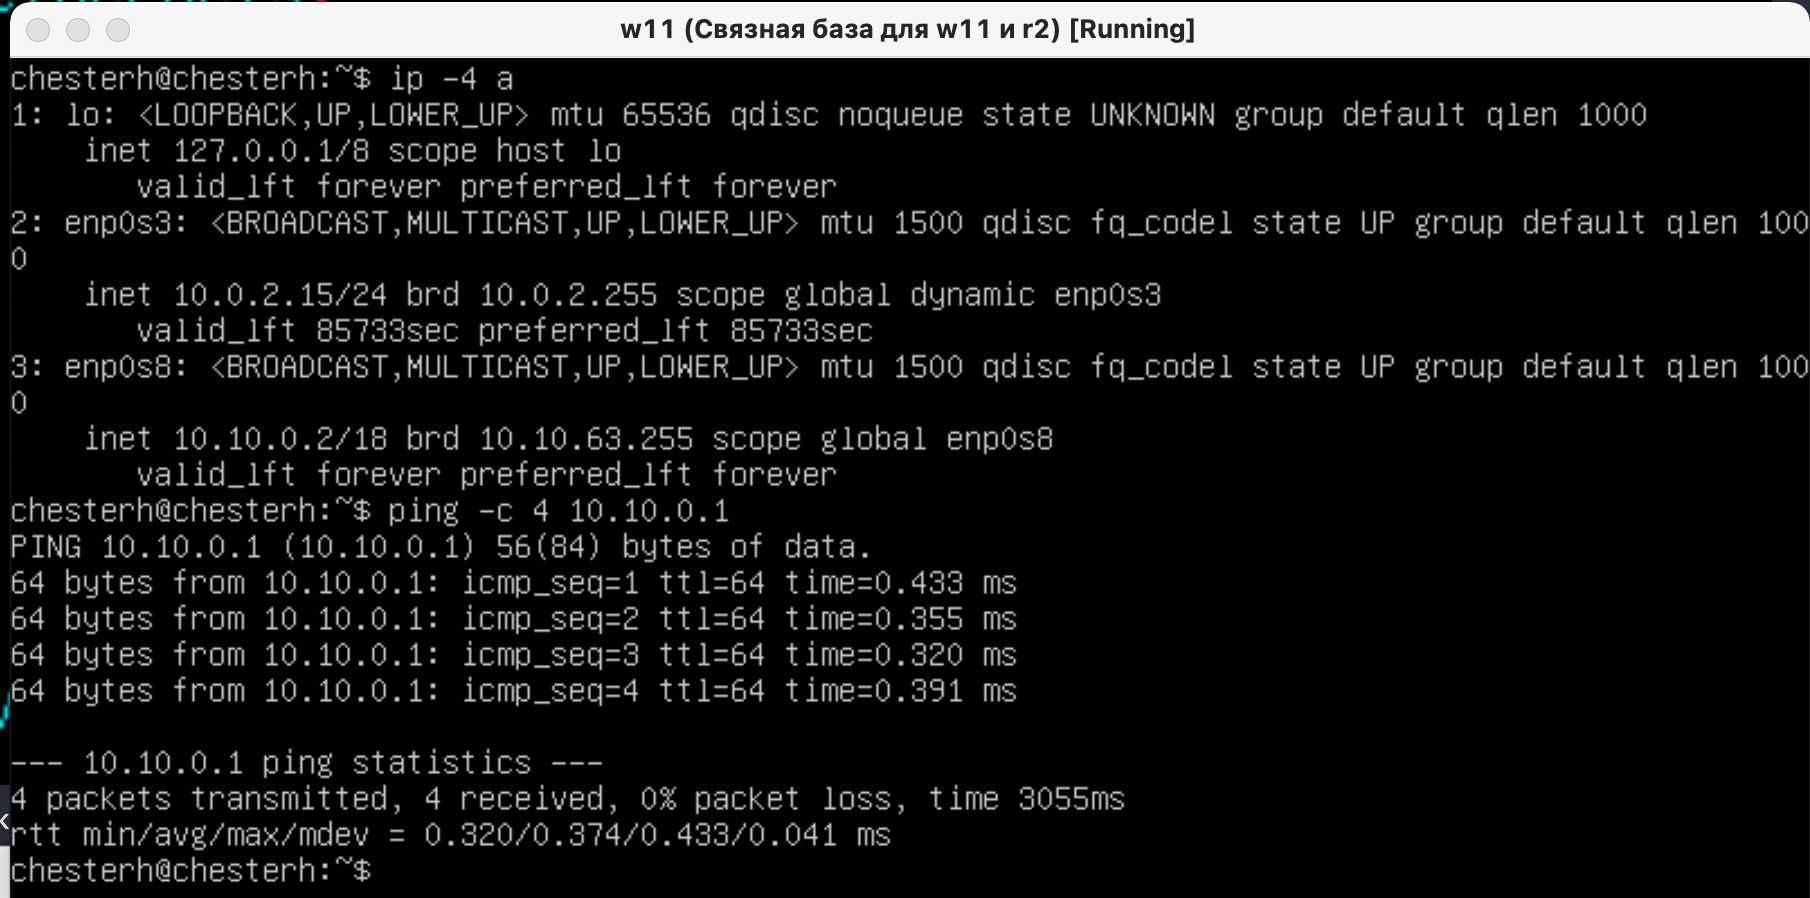 w11 (Связная база для w11 и r2) [Running]
chesterh@chesterh:~$ ip -4 a
1: lo: <LOOPBACK,UP,LOWER_UP> mtu 65536 qdisc noqueue state UNKNOWN group default qlen 1000
    inet 127.0.0.1/8 scope host lo
       valid_lft forever preferred_lft forever
2: enp0s3: <BROADCAST,MULTICAST,UP,LOWER_UP> mtu 1500 qdisc fq_codel state UP group default qlen 100
0
    inet 10.0.2.15/24 brd 10.0.2.255 scope global dynamic enp0s3
       valid_lft 85733sec preferred_lft 85733sec
3: enp0s8: <BROADCAST,MULTICAST,UP,LOWER_UP> mtu 1500 qdisc fq_codel state UP group default qlen 100
0
    inet 10.10.0.2/18 brd 10.10.63.255 scope global enp0s8
       valid_lft forever preferred_lft forever
chesterh@chesterh:~$ ping -c 4 10.10.0.1
PING 10.10.0.1 (10.10.0.1) 56(84) bytes of data.
64 bytes from 10.10.0.1: icmp_seq=1 ttl=64 time=0.433 ms
64 bytes from 10.10.0.1: icmp_seq=2 ttl=64 time=0.355 ms
64 bytes from 10.10.0.1: icmp_seq=3 ttl=64 time=0.320 ms
64 bytes from 10.10.0.1: icmp_seq=4 ttl=64 time=0.391 ms
--- 10.10.0.1 ping statistics ---
4 packets transmitted, 4 received, 0% packet loss, time 3055ms
rtt min/avg/max/mdev = 0.320/0.374/0.433/0.041 ms
chesterh@chesterh:~$